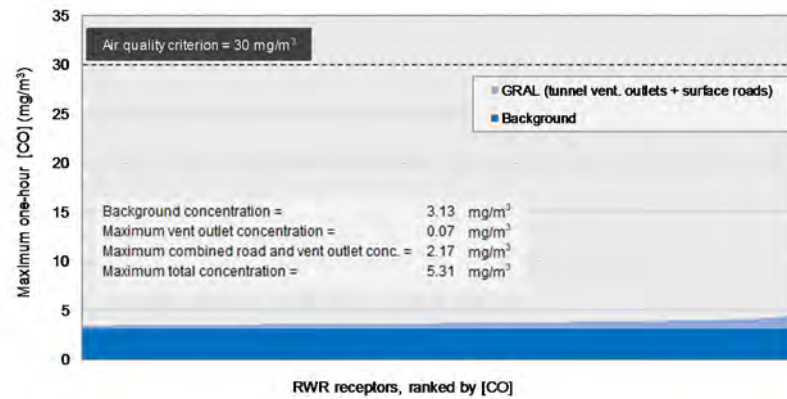 35
Air quality criterion = 30 mg/m³
30
GRAL (tunnel vent. outlets + surface roads)
Background
25
20
15
10
5
0
Maximum one-hour [CO] (mg/m³)
Background concentration = 3.13 mg/m³
Maximum vent outlet concentration = 0.07 mg/m³
Maximum combined road and vent outlet conc. = 2.17 mg/m³
Maximum total concentration = 5.31 mg/m³
RWR receptors, ranked by [CO]